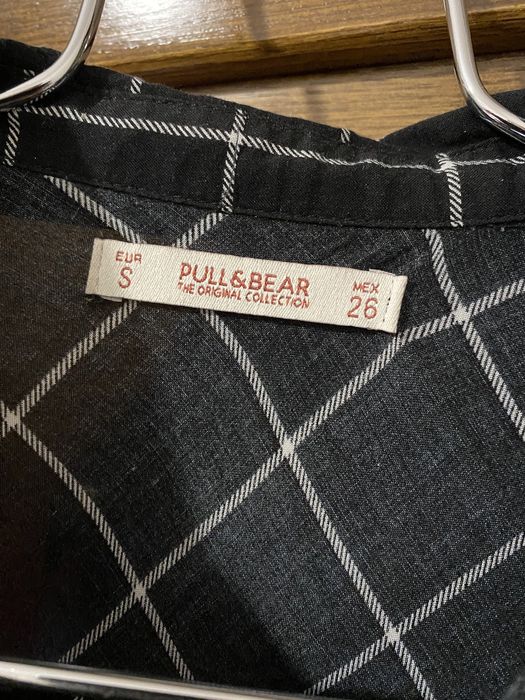 EUR
S
PULL&BEAR
THE ORIGINAL COLLECTION
MEX
26